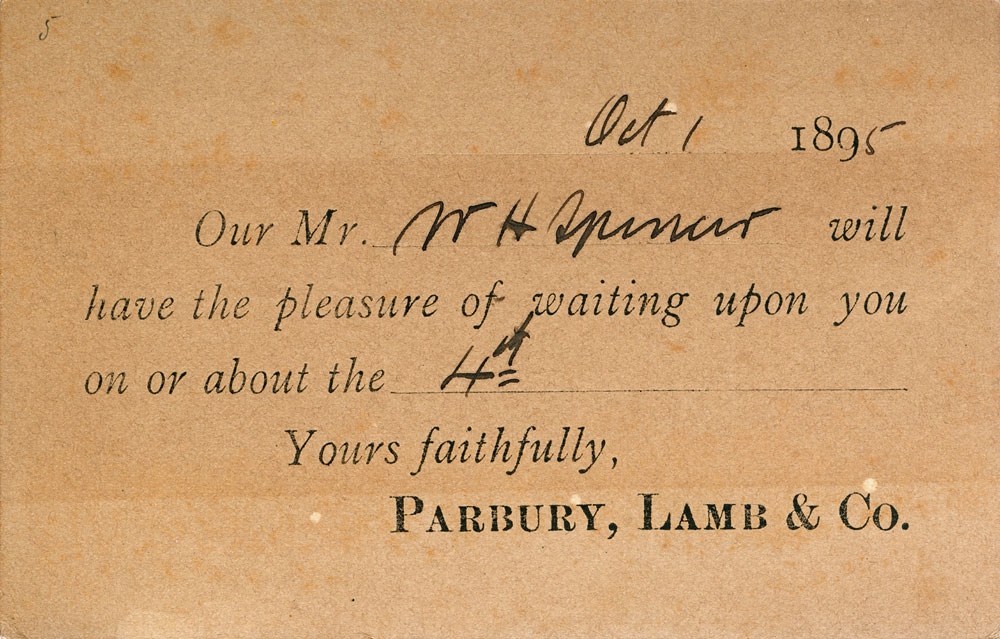 5
Oct 1 1895
Our Mr. W H Spencer will
have the pleasure of waiting upon you
on or about the 4th
Yours faithfully,
PARBURY, LAMB & CO.